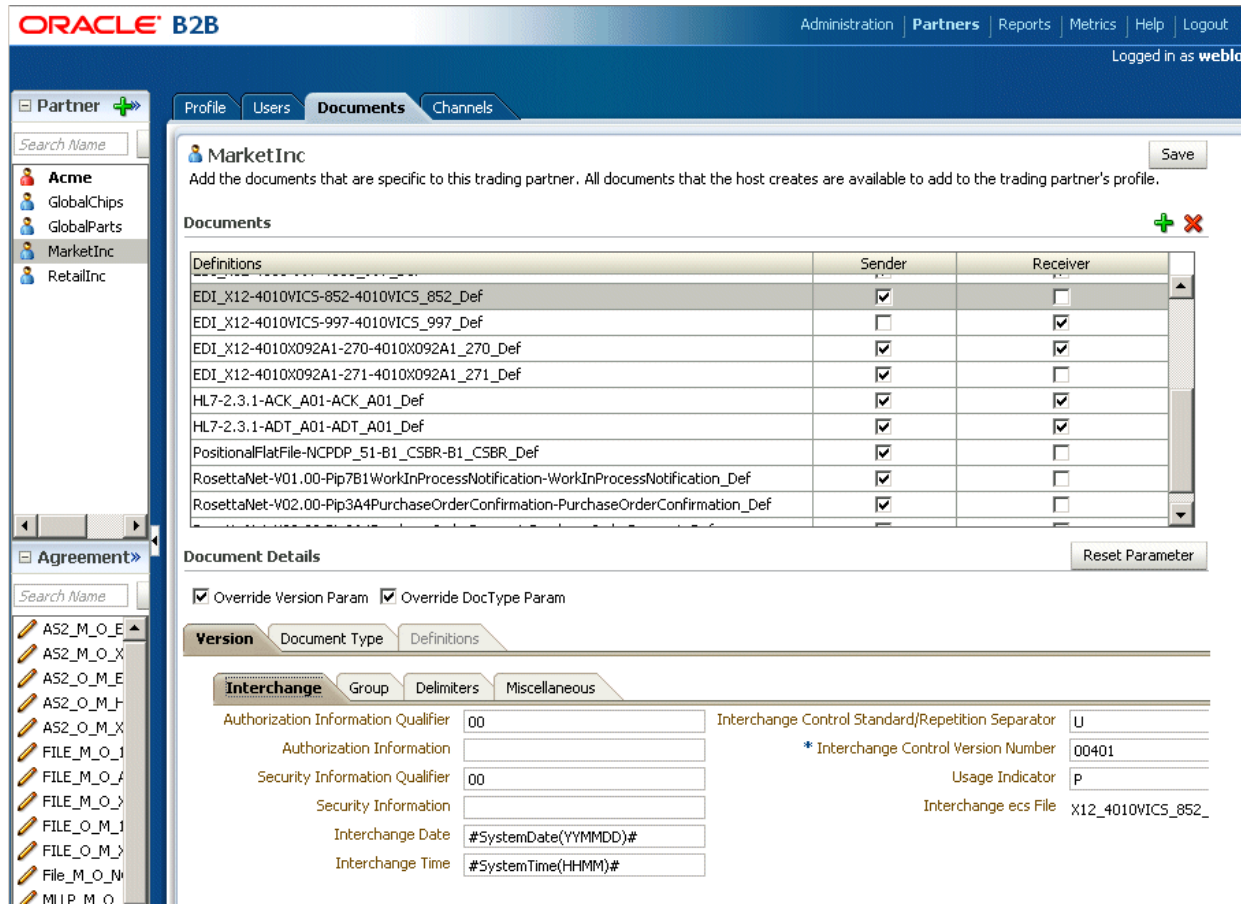 ORACLE B2B
Administration Partners Reports Metrics Help Logout
Logged in as weblo
Partner
Profile Users Documents Channels
Search Name
Acme
GlobalChips
GlobalParts
MarketInc
RetailInc
MarketInc
Save
Add the documents that are specific to this trading partner. All documents that the host creates are available to add to the trading partner's profile.
Documents
Definitions Sender Receiver
EDI_X12-4010VICS-852-4010VICS_852_Def
EDI_X12-4010VICS-997-4010VICS_997_Def
EDI_X12-4010X092A1-270-4010X092A1_270_Def
EDI_X12-4010X092A1-271-4010X092A1_271_Def
HL7-2.3.1-ACK_A01-ACK_A01_Def
HL7-2.3.1-ADT_A01-ADT_A01_Def
PositionalFlatFile-NCPDP_51-B1_CSBR-B1_CSBR_Def
RosettaNet-V01.00-Pip7B1WorkInProcessNotification-WorkInProcessNotification_Def
RosettaNet-V02.00-Pip3A4PurchaseOrderConfirmation-PurchaseOrderConfirmation_Def
Agreement
Search Name
AS2_M_O_E
AS2_M_O_X
AS2_O_M_E
AS2_O_M_H
AS2_O_M_X
FILE_M_O_1
FILE_M_O_A
FILE_M_O_X
FILE_O_M_1
FILE_O_M_X
File_M_O_N
MLLP_M_O
Document Details
Reset Parameter
Override Version Param Override DocType Param
Version Document Type Definitions
Interchange Group Delimiters Miscellaneous
Authorization Information Qualifier 00
Authorization Information
Security Information Qualifier 00
Security Information
Interchange Date #SystemDate(YYMMDD)#
Interchange Time #SystemTime(HHMM)#
Interchange Control Standard/Repetition Separator U
* Interchange Control Version Number 00401
Usage Indicator P
Interchange ecs File X12_4010VICS_852_